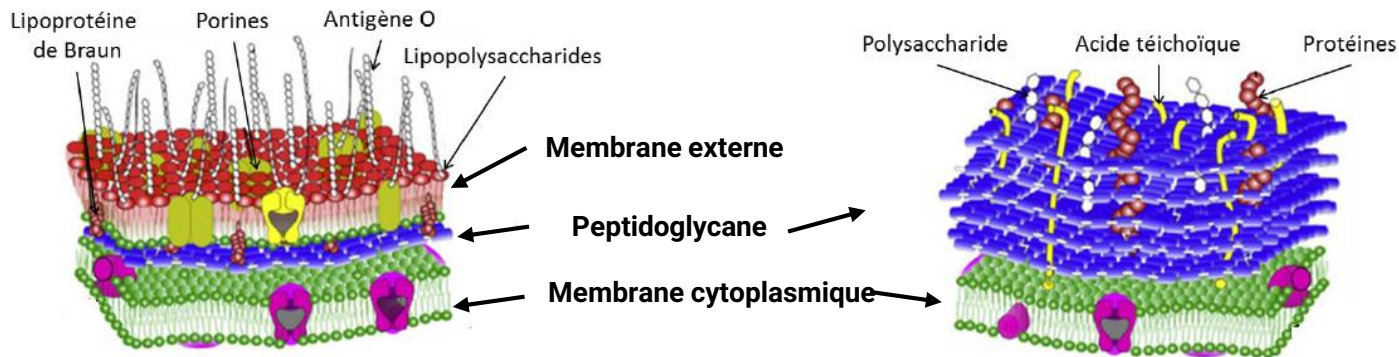 Lipoprotéine
de Braun
Porines
Antigène O
Lipopolysaccharides
Polysaccharide
Acide téichoïque
Protéines
Membrane externe
Peptidoglycane
Membrane cytoplasmique